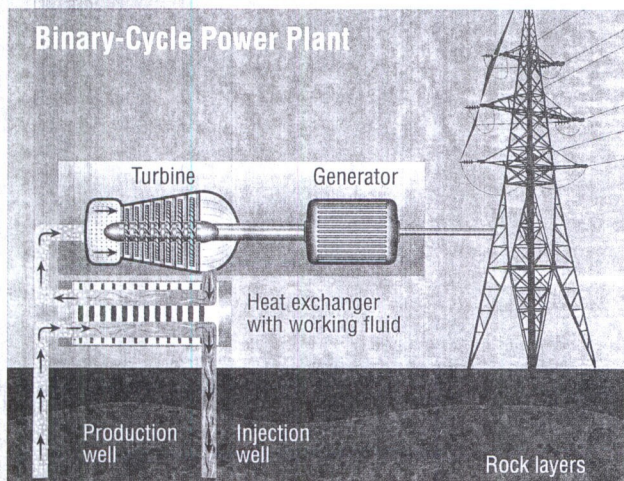 Binary-Cycle Power Plant
Turbine
Generator
Heat exchanger
with working fluid
Production
well
Injection
well
Rock layers